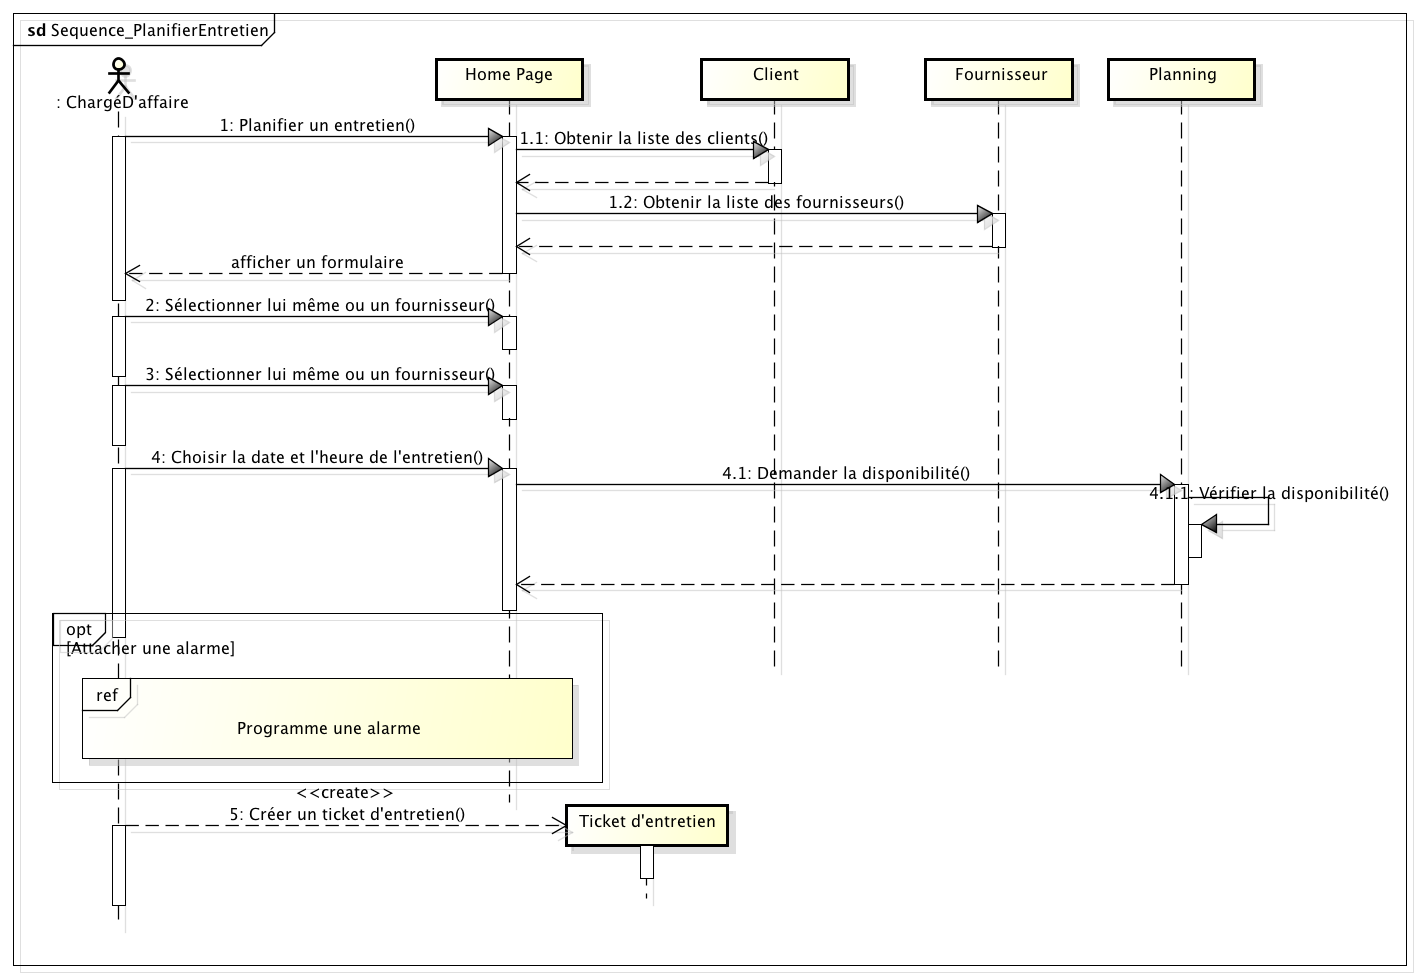 sd Sequence_PlanifierEntretien
: ChargéD'affaire
Home Page
Client
Fournisseur
Planning
1: Planifier un entretien()
1.1: Obtenir la liste des clients()
1.2: Obtenir la liste des fournisseurs()
afficher un formulaire
2: Sélectionner lui même ou un fournisseur()
3: Sélectionner lui même ou un fournisseur()
4: Choisir la date et l'heure de l'entretien()
4.1: Demander la disponibilité()
4.1.1: Vérifier la disponibilité()
opt
[Attacher une alarme]
ref
Programme une alarme
<<create>>
5: Créer un ticket d'entretien()
Ticket d'entretien